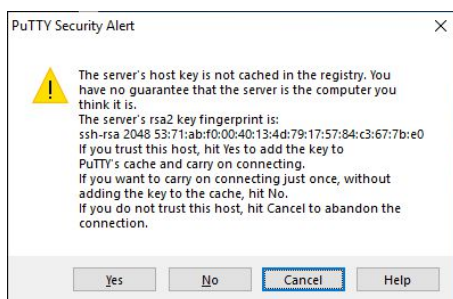 PuTTY Security Alert
The server's host key is not cached in the registry. You
have no guarantee that the server is the computer you
think it is.
The server's rsa2 key fingerprint is:
ssh-rsa 2048 53:71:ab:f0:00:40:13:4d:79:17:57:84:c3:67:7b:e0
If you trust this host, hit Yes to add the key to
PuTTY's cache and carry on connecting.
If you want to carry on connecting just once, without
adding the key to the cache, hit No.
If you do not trust this host, hit Cancel to abandon the
connection.
Yes No Cancel Help